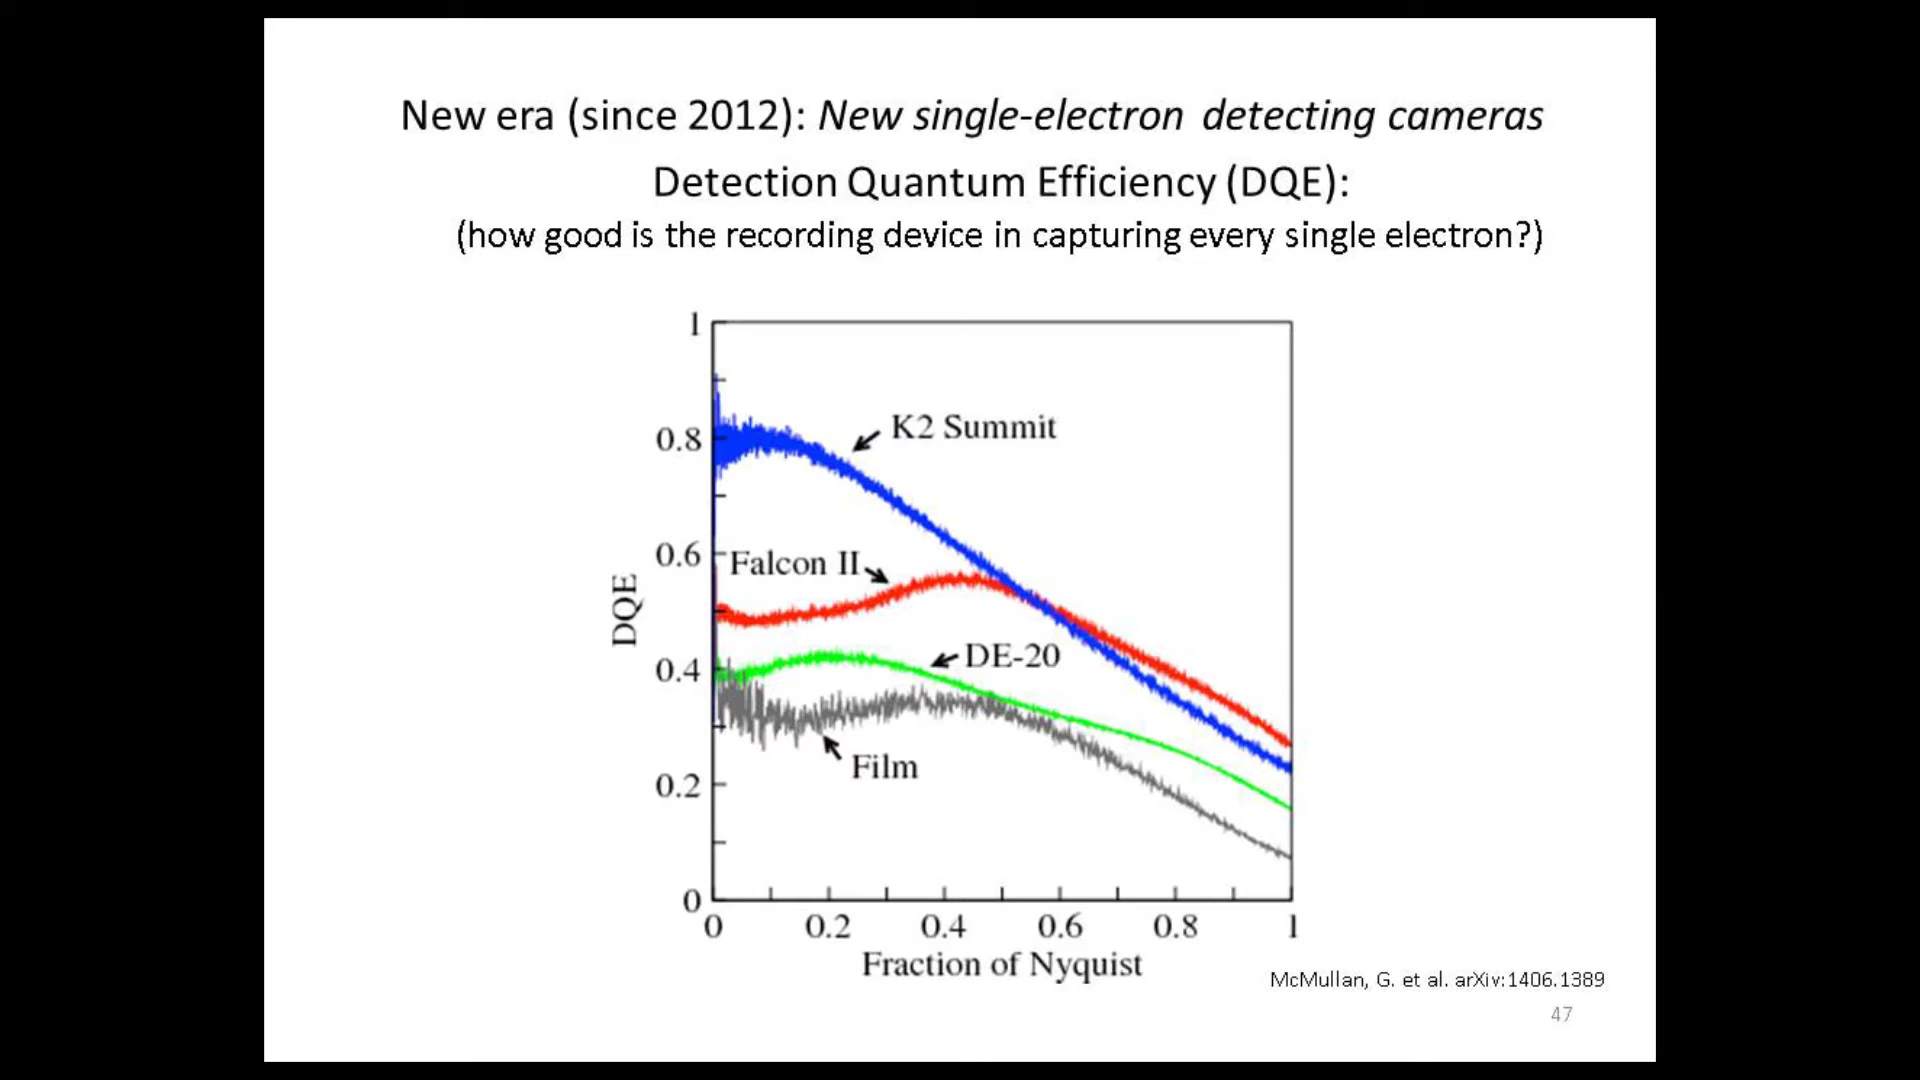 New era (since 2012): New single-electron detecting cameras
Detection Quantum Efficiency (DQE):
(how good is the recording device in capturing every single electron?)
1
K2 Summit
0.8
0.6
Falcon II
DQE
DE-20
0.4
Film
0.2
0
0 0.2 0.4 0.6 0.8 1
Fraction of Nyquist
McMullan, G. et al. arXiv:1406.1389
47